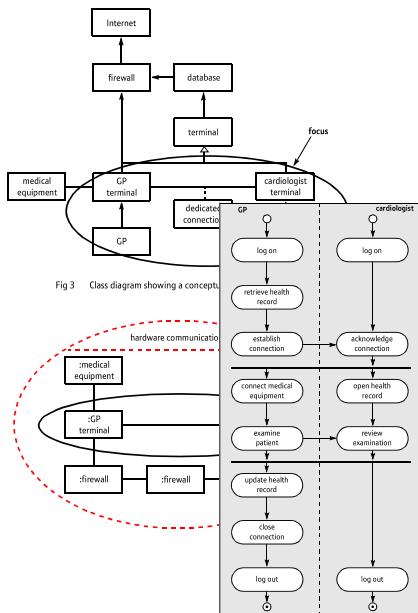 Internet
firewall
database
terminal
focus
medical
equipment
GP
terminal
cardiologist
terminal
dedicated
connection
GP
Fig 3 Class diagram showing a conceptu
hardware communication
:medical
equipment
:GP
terminal
:firewall
:firewall
GP
cardiologist
log on
log on
retrieve health
record
establish
connection
acknowledge
connection
connect medical
equipment
open health
record
examine
patient
review
examination
update health
record
close
connection
log out
log out